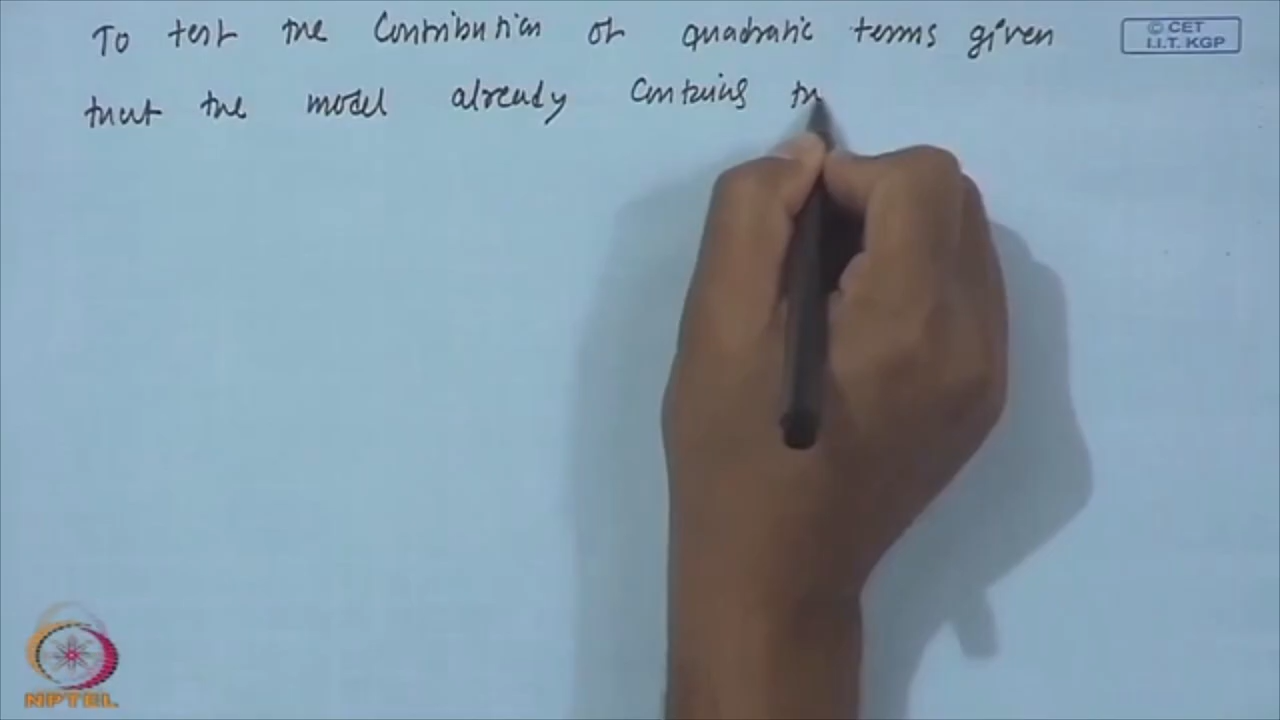 To test the Contribution of quadratic terms given
© CET
I.I.T. KGP
that the model already contains
NPTEL